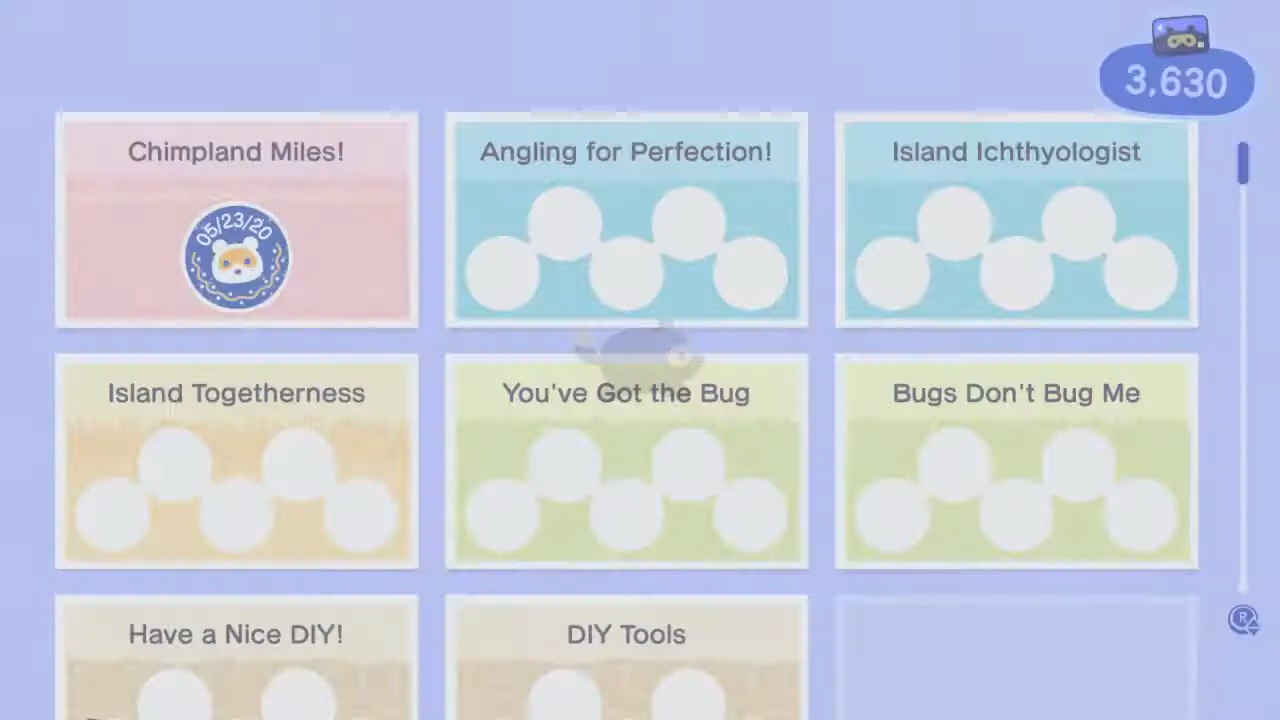 3,630
Chimpland Miles!
Angling for Perfection!
Island Ichthyologist
05/23/20
Island Togetherness
You've Got the Bug
Bugs Don't Bug Me
Have a Nice DIY!
DIY Tools
R